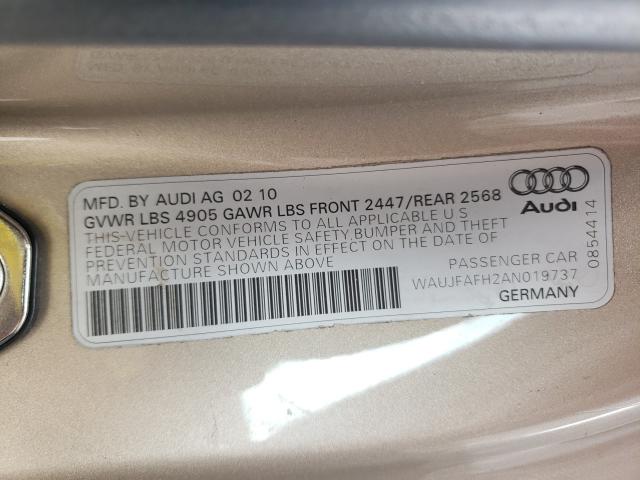 MFD. BY AUDI AG 02 10
GVWR LBS 4905 GAWR LBS FRONT 2447/REAR 2568
THIS-VEHICLE CONFORMS TO ALL APPLICABLE U S
FEDERAL MOTOR VEHICLE SAFETY, BUMPER AND THEFT
PREVENTION STANDARDS IN EFFECT ON THE DATE OF
MANUFACTURE SHOWN ABOVE
PASSENGER CAR
WAUJFAFH2AN019737
GERMANY
Audi
0854414